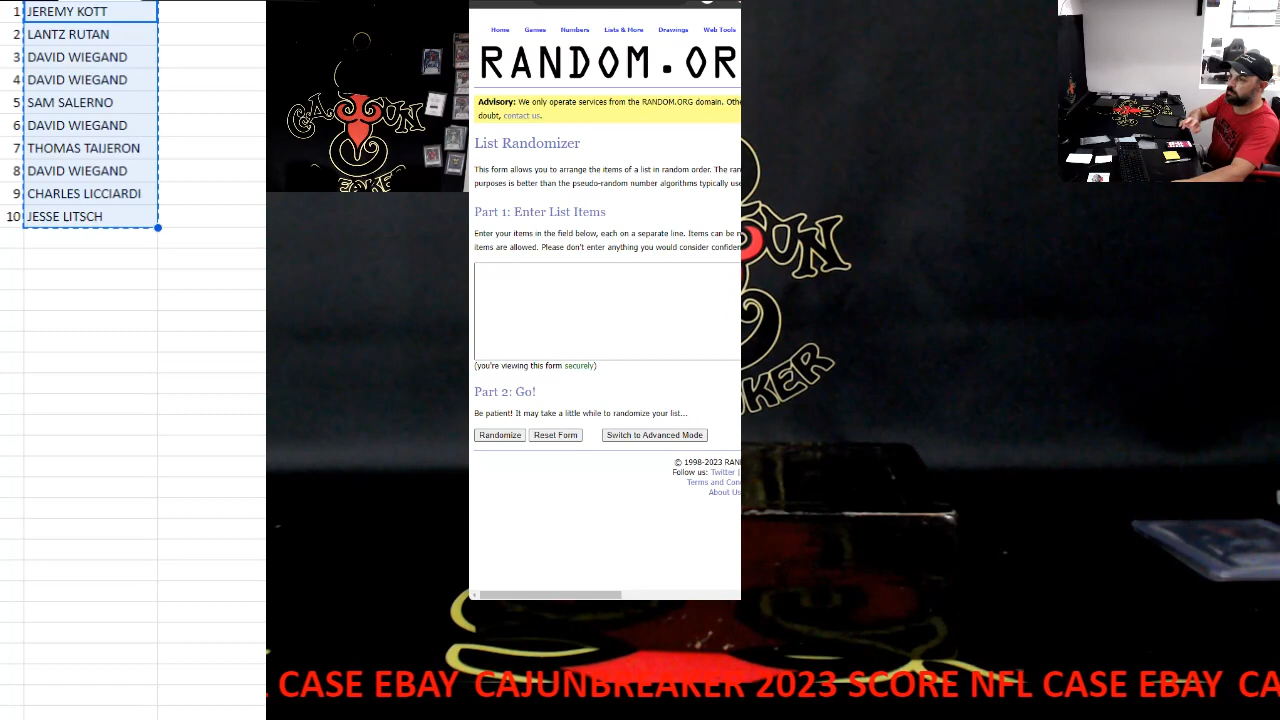 1 JEREMY KOTT
2 LANTZ RUTAN
3 DAVID WIEGAND
4 DAVID WIEGAND
5 SAM SALERNO
6 DAVID WIEGAND
7 THOMAS TAIJERON
8 DAVID WIEGAND
9 CHARLES LICCIARDI
10 JESSE LITSCH
Home Games Numbers Lists & More Drawings Web Tools
RANDOM.OR
Advisory: We only operate services from the RANDOM.ORG domain. Othe
doubt, contact us.
List Randomizer
This form allows you to arrange the items of a list in random order. The ran
purposes is better than the pseudo-random number algorithms typically use
Part 1: Enter List Items
Enter your items in the field below, each on a separate line. Items can be n
items are allowed. Please don't enter anything you would consider confiden
(you're viewing this form securely)
Part 2: Go!
Be patient! It may take a little while to randomize your list...
Randomize Reset Form Switch to Advanced Mode
© 1998-2023 RAN
Follow us: Twitter |
Terms and Con
About Us
CASE EBAY CAJUNBREAKER 2023 SCORE NFL CASE EBAY CA